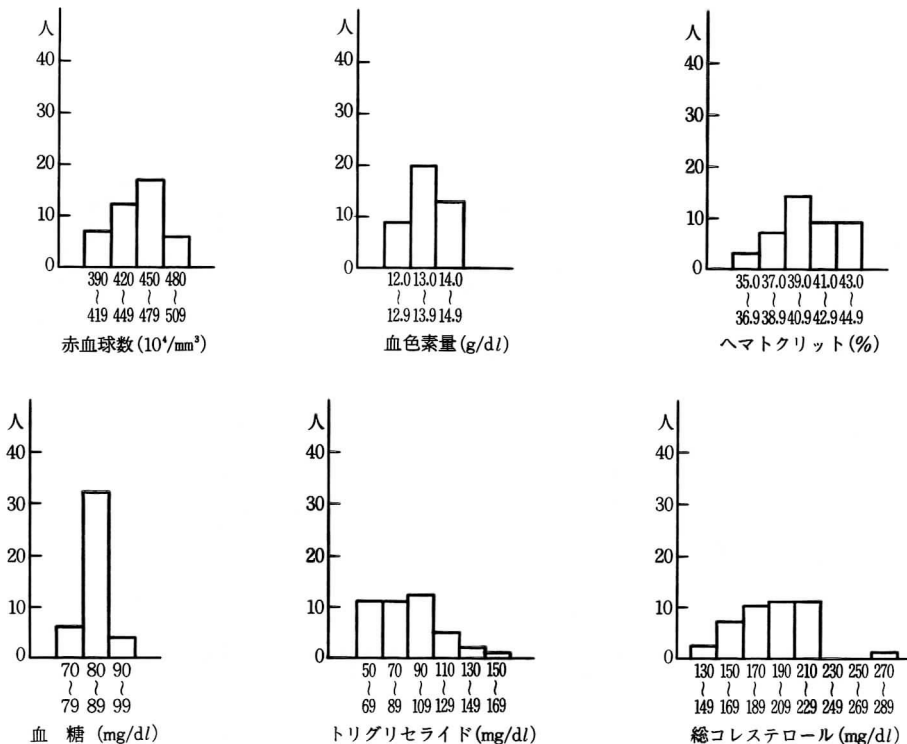 人
40
30
20
10
0
390 420 450 480
~ ~ ~ ~
419 449 479 509
赤血球数(10⁴/mm³)
人
40
30
20
10
0
12.0 13.0 14.0
~ ~ ~
12.9 13.9 14.9
血色素量(g/dl)
人
40
30
20
10
0
35.0 37.0 39.0 41.0 43.0
~ ~ ~ ~ ~
36.9 38.9 40.9 42.9 44.9
ヘマトクリット(%)
人
40
30
20
10
0
70 80 90
~ ~ ~
79 89 99
血 糖 (mg/dl)
人
40
30
20
10
0
50 70 90 110 130 150
~ ~ ~ ~ ~ ~
69 89 109 129 149 169
トリグリセライド(mg/dl)
人
40
30
20
10
0
130 150 170 190 210 230 250 270
~ ~ ~ ~ ~ ~ ~ ~
149 169 189 209 229 249 269 289
総コレステロール(mg/dl)